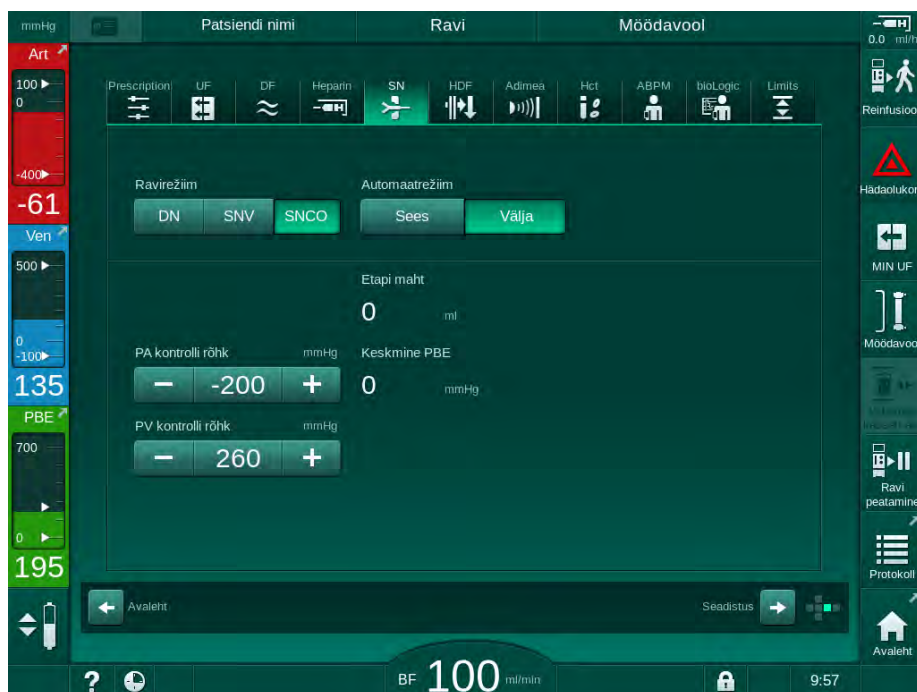 mmHg
Patsiendi nimi
Ravi
Möödavool
0.0 ml/h
Art
100
0
-400
-61
Ven
500
0
-100
135
PBE
700
0
195
Prescription UF DF Heparin SN HDF Adimea Hct ABPM bioLogic Limits
Ravirežiim
Automaatrežiim
DN SNV SNCO
Sees Välja
Etapi maht
0 ml
PA kontrolli rõhk mmHg
Keskmine PBE
− -200 +
0 mmHg
PV kontrolli rõhk mmHg
− 260 +
Avaleht
Seadistus
Reinfusioo
Hädaolukor
MIN UF
Möödavoo
Ravi
peatamine
Protokoll
Avaleht
? BF 100 ml/min 9:57